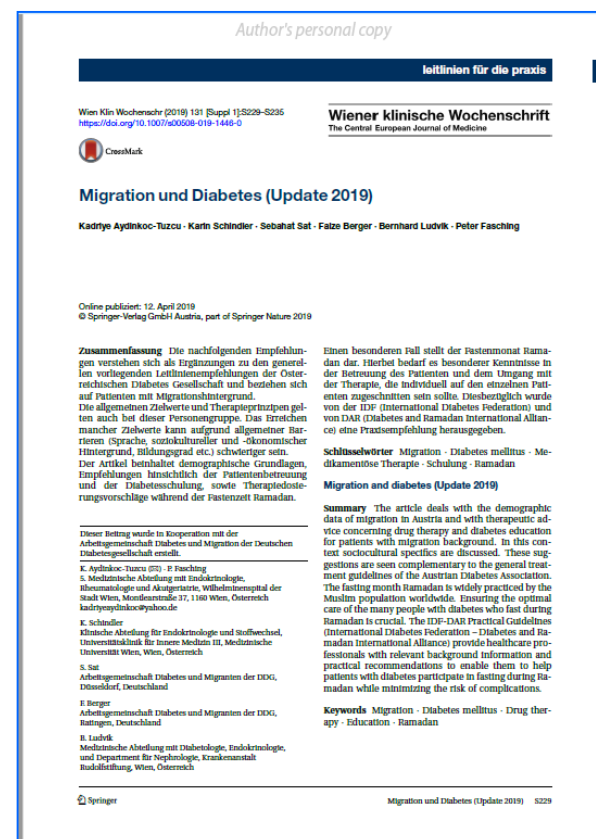 Author's personal copy
leitlinien für die praxis
Wien Klin Wochenschr (2019) 131 [Suppl 1]:S229–S235
https://doi.org/10.1007/s00508-019-1446-0
Wiener klinische Wochenschrift
The Central European Journal of Medicine
CrossMark
Migration und Diabetes (Update 2019)
Kadriye Aydinkoc-Tuzcu · Karin Schindler · Sebahat Sat · Faize Berger · Bernhard Ludvik · Peter Fasching
Online publiziert: 12. April 2019
© Springer-Verlag GmbH Austria, part of Springer Nature 2019
Zusammenfassung Die nachfolgenden Empfehlun-
gen verstehen sich als Ergänzungen zu den generel-
len vorliegenden Leitlinienempfehlungen der Öster-
reichischen Diabetes Gesellschaft und beziehen sich
auf Patienten mit Migrationshintergrund.
Die allgemeinen Zielwerte und Therapieprinzipen gel-
ten auch bei dieser Personengruppe. Das Erreichen
mancher Zielwerte kann aufgrund allgemeiner Bar-
rieren (Sprache, soziokultureller und -ökonomischer
Hintergrund, Bildungsgrad etc.) schwieriger sein.
Der Artikel beinhaltet demographische Grundlagen,
Empfehlungen hinsichtlich der Patientenbetreuung
und der Diabetesschulung, sowie Therapiedosie-
rungsvorschläge während der Fastenzeit Ramadan.
Dieser Beitrag wurde in Kooperation mit der
Arbeitsgemeinschaft Diabetes und Migration der Deutschen
Diabetesgesellschaft erstellt.
K. Aydinkoc-Tuzcu (✉) · P. Fasching
5. Medizinische Abteilung mit Endokrinologie,
Rheumatologie und Akutgeriatrie, Wilhelminenspital der
Stadt Wien, Montlearstraße 37, 1160 Wien, Österreich
kadriyeaydinkoc@yahoo.de
K. Schindler
Klinische Abteilung für Endokrinologie und Stoffwechsel,
Universitätsklinik für Innere Medizin III, Medizinische
Universität Wien, Wien, Österreich
S. Sat
Arbeitsgemeinschaft Diabetes und Migranten der DDG,
Düsseldorf, Deutschland
F. Berger
Arbeitsgemeinschaft Diabetes und Migranten der DDG,
Ratingen, Deutschland
B. Ludvik
Medizinische Abteilung mit Diabetologie, Endokrinologie,
und Department für Nephrologie, Krankenanstalt
Rudolfstiftung, Wien, Österreich
Einen besonderen Fall stellt der Fastenmonat Rama-
dan dar. Hierbei bedarf es besonderer Kenntnisse in
der Betreuung des Patienten und dem Umgang mit
der Therapie, die individuell auf den einzelnen Pati-
enten zugeschnitten sein sollte. Diesbezüglich wurde
von der IDF (International Diabetes Federation) und
von DAR (Diabetes and Ramadan International Allian-
ce) eine Praxisempfehlung herausgegeben.
Schlüsselwörter Migration · Diabetes mellitus · Me-
dikamentöse Therapie · Schulung · Ramadan
Migration and diabetes (Update 2019)
Summary The article deals with the demographic
data of migration in Austria and with therapeutic ad-
vice concerning drug therapy and diabetes education
for patients with migration background. In this con-
text sociocultural specifics are discussed. These sug-
gestions are seen complementary to the general treat-
ment guidelines of the Austrian Diabetes Association.
The fasting month Ramadan is widely practiced by the
Muslim population worldwide. Ensuring the optimal
care of the many people with diabetes who fast during
Ramadan is crucial. The IDF-DAR Practical Guidelines
(International Diabetes Federation – Diabetes and Ra-
madan International Alliance) provide healthcare pro-
fessionals with relevant background information and
practical recommendations to enable them to help
patients with diabetes participate in fasting during Ra-
madan while minimizing the risk of complications.
Keywords Migration · Diabetes mellitus · Drug ther-
apy · Education · Ramadan
Springer
Migration und Diabetes (Update 2019) S229